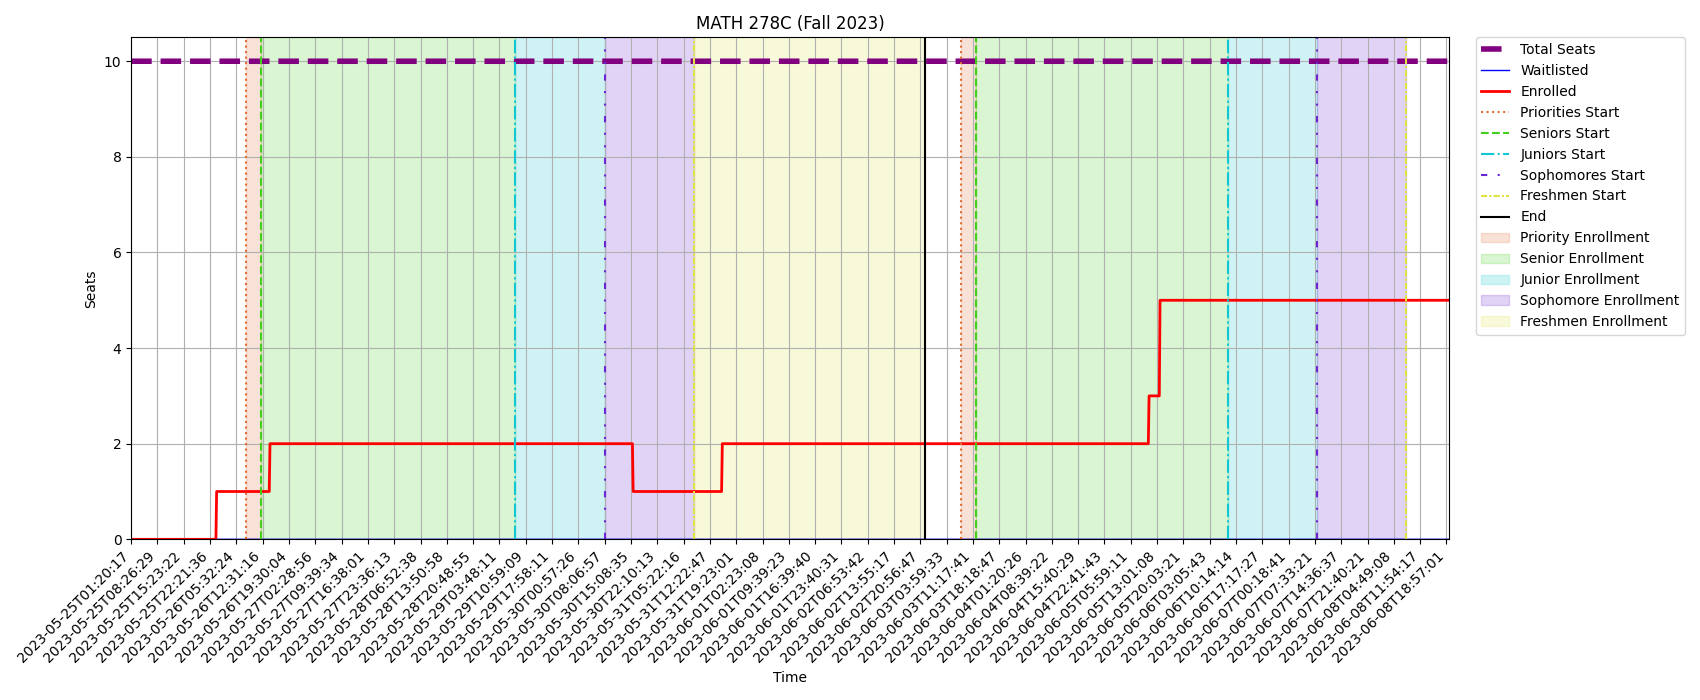 MATH 278C (Fall 2023)
Seats
10
8
6
4
2
0
2023-05-25T01:20:17
2023-05-25T08:26:29
2023-05-25T15:23:22
2023-05-25T22:21:36
2023-05-26T05:32:24
2023-05-26T12:31:16
2023-05-26T19:30:04
2023-05-27T02:28:56
2023-05-27T09:39:34
2023-05-27T16:38:01
2023-05-27T23:36:13
2023-05-28T06:52:38
2023-05-28T13:50:58
2023-05-28T20:48:55
2023-05-29T03:48:11
2023-05-29T10:59:09
2023-05-29T17:58:11
2023-05-30T00:57:26
2023-05-30T08:06:57
2023-05-30T15:08:35
2023-05-30T22:10:13
2023-05-31T05:22:16
2023-05-31T12:22:47
2023-05-31T19:23:01
2023-06-01T02:23:08
2023-06-01T09:39:23
2023-06-01T16:39:40
2023-06-01T23:40:31
2023-06-02T06:53:42
2023-06-02T13:55:17
2023-06-02T20:56:47
2023-06-03T03:59:33
2023-06-03T11:17:41
2023-06-03T18:18:47
2023-06-04T01:20:26
2023-06-04T08:39:22
2023-06-04T15:40:29
2023-06-04T22:41:43
2023-06-05T05:59:11
2023-06-05T13:01:08
2023-06-05T20:03:21
2023-06-06T03:05:43
2023-06-06T10:14:14
2023-06-06T17:17:27
2023-06-07T00:18:41
2023-06-07T07:33:21
2023-06-07T14:36:37
2023-06-07T21:40:21
2023-06-08T04:49:08
2023-06-08T11:54:17
2023-06-08T18:57:01
Time
Total Seats
Waitlisted
Enrolled
Priorities Start
Seniors Start
Juniors Start
Sophomores Start
Freshmen Start
End
Priority Enrollment
Senior Enrollment
Junior Enrollment
Sophomore Enrollment
Freshmen Enrollment